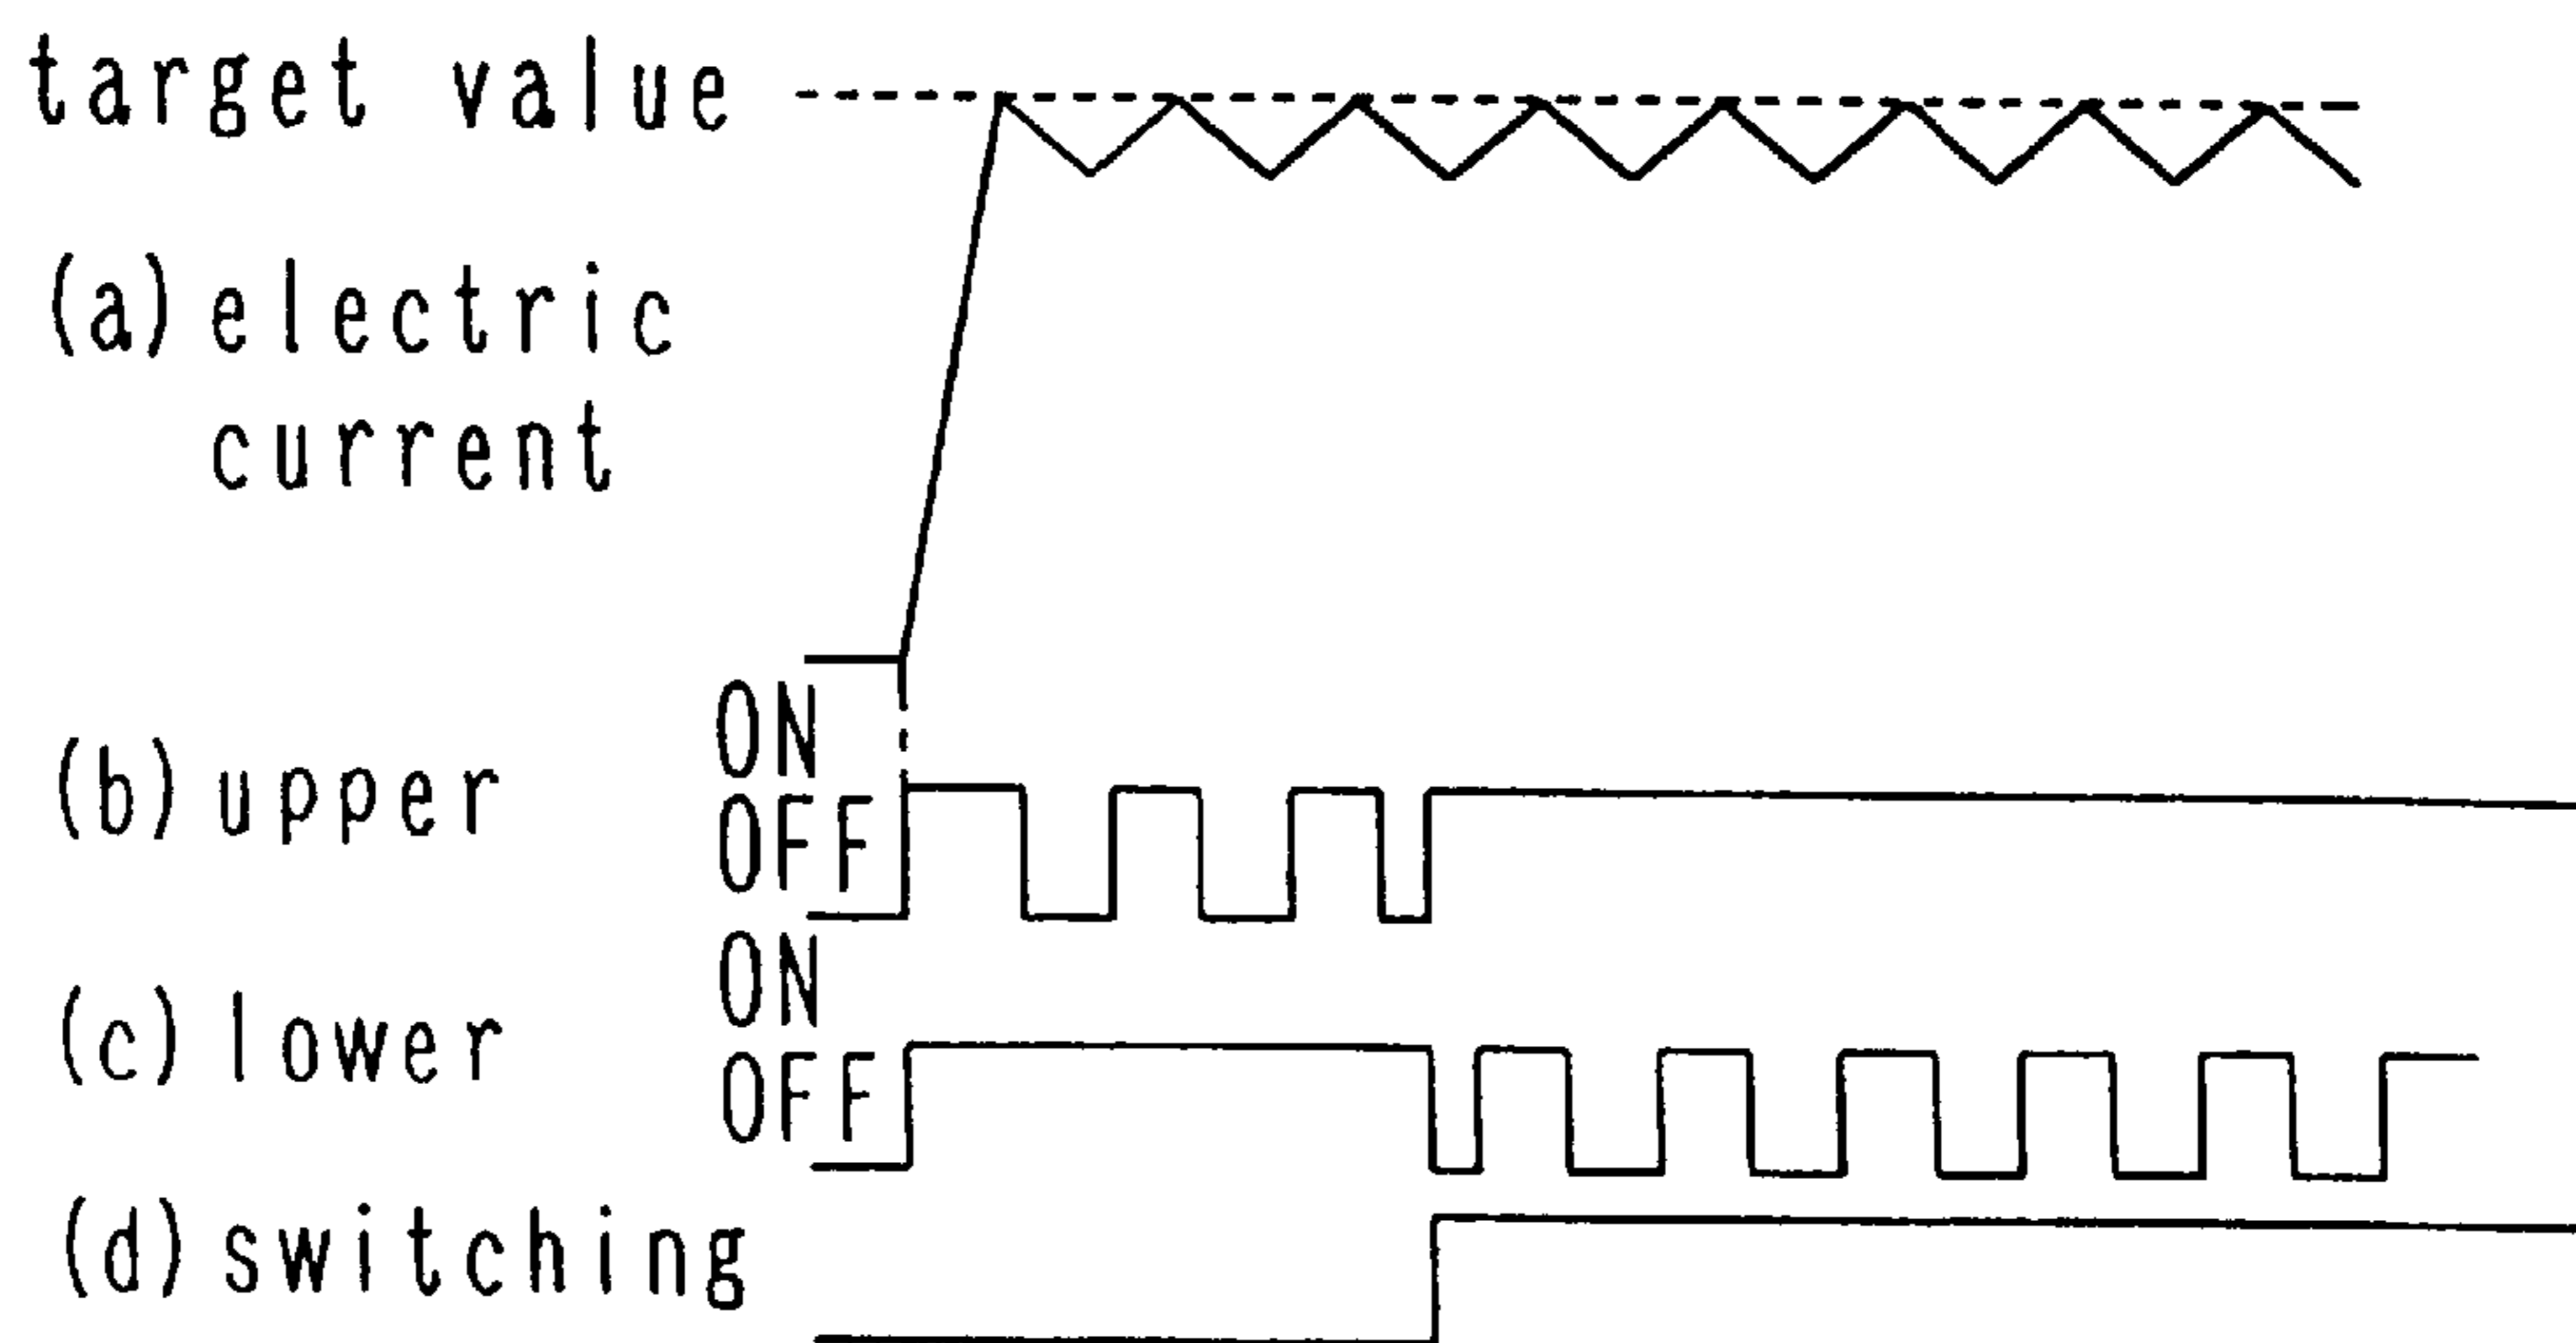 target value
(a) electric
current
ON
(b) upper
OFF
ON
(c) lower
OFF
(d) switching